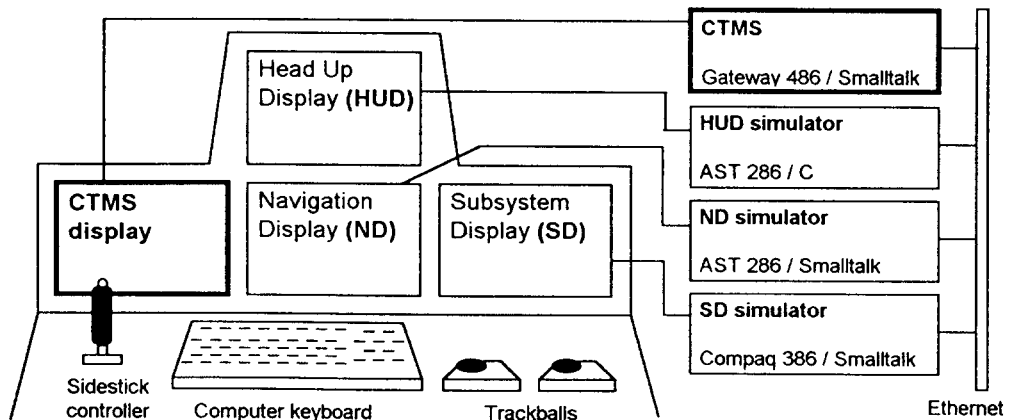 CTMS
Gateway 486 / Smalltalk
Head Up
Display (HUD)
HUD simulator
AST 286 / C
CTMS
display
Navigation
Display (ND)
Subsystem
Display (SD)
ND simulator
AST 286 / Smalltalk
SD simulator
Compaq 386 / Smalltalk
Sidestick
controller
Computer keyboard
Trackballs
Ethernet